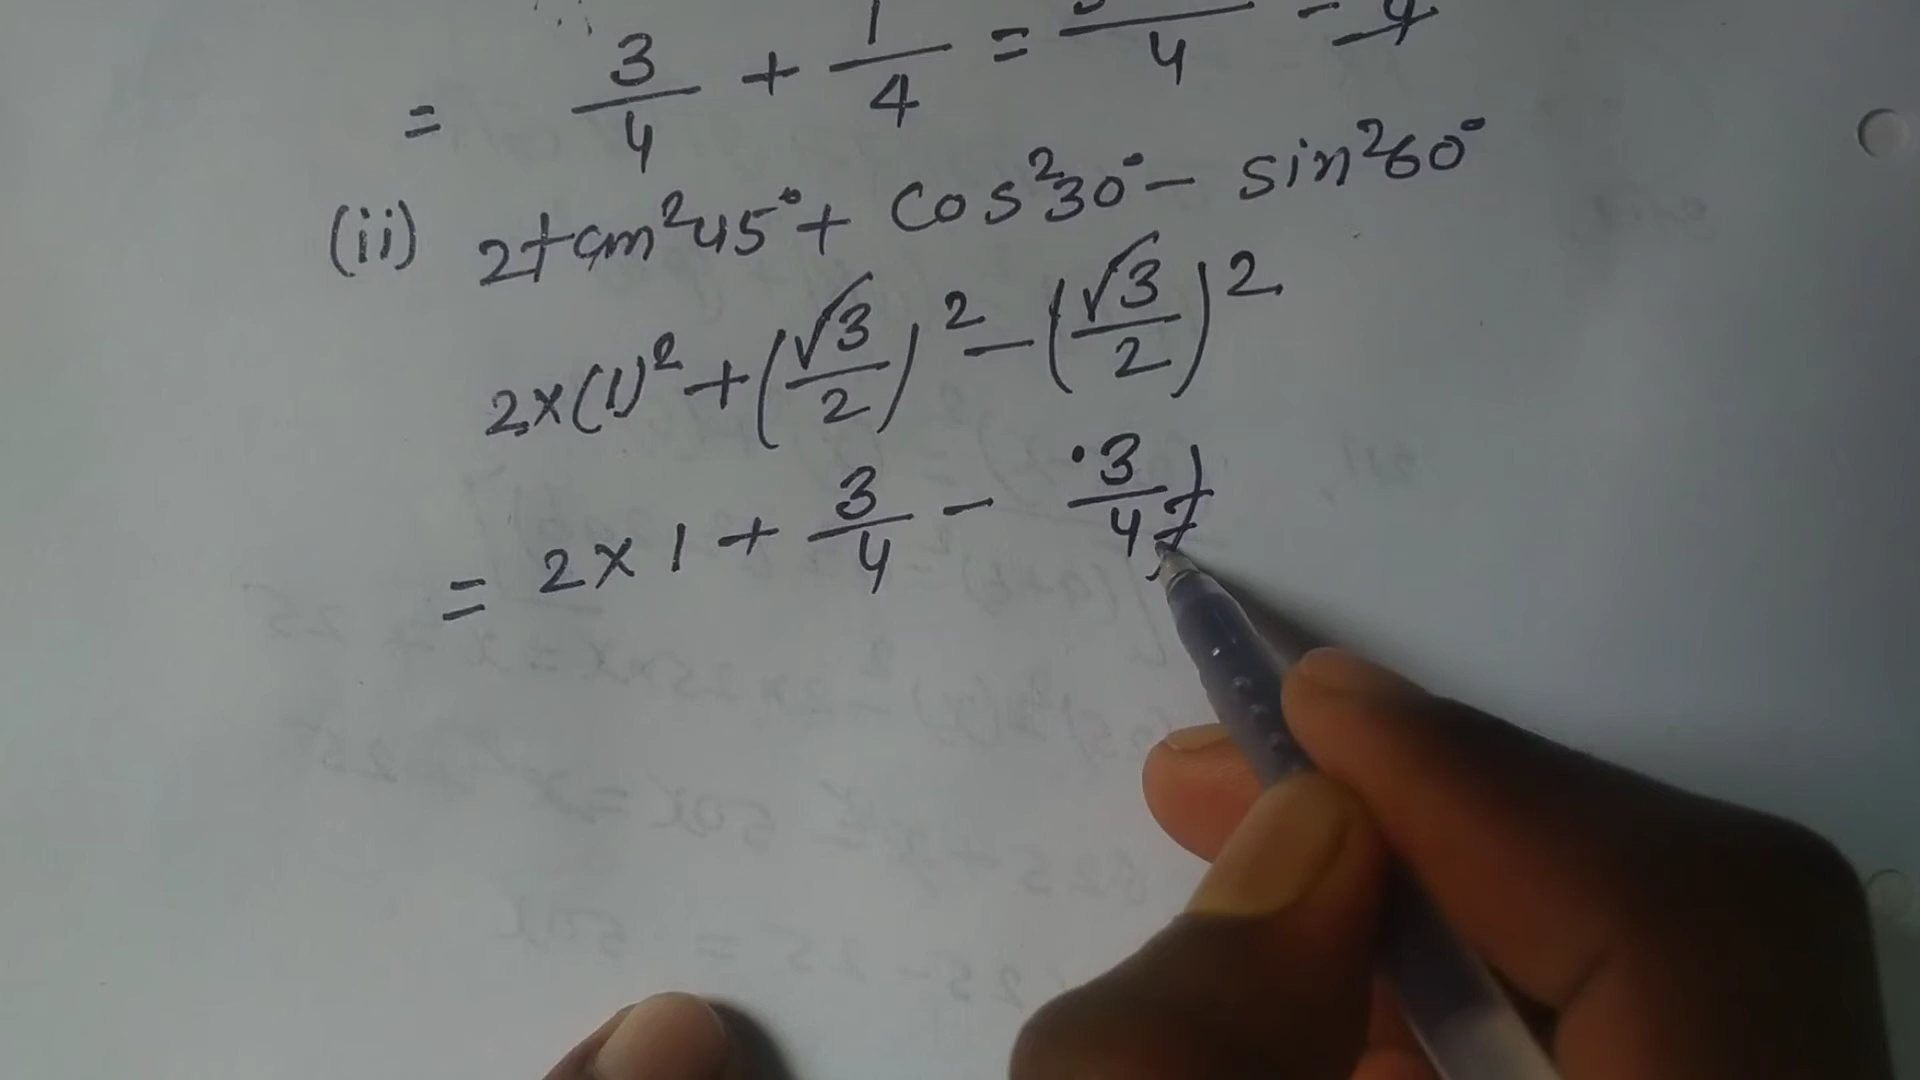 = 3/4 + 1/4 = /4 =
(ii) 2tan²45° + cos²30° - sin²60°
2×(1)² + (√3/2)² - (√3/2)²
= 2×1 + 3/4 - 3/4